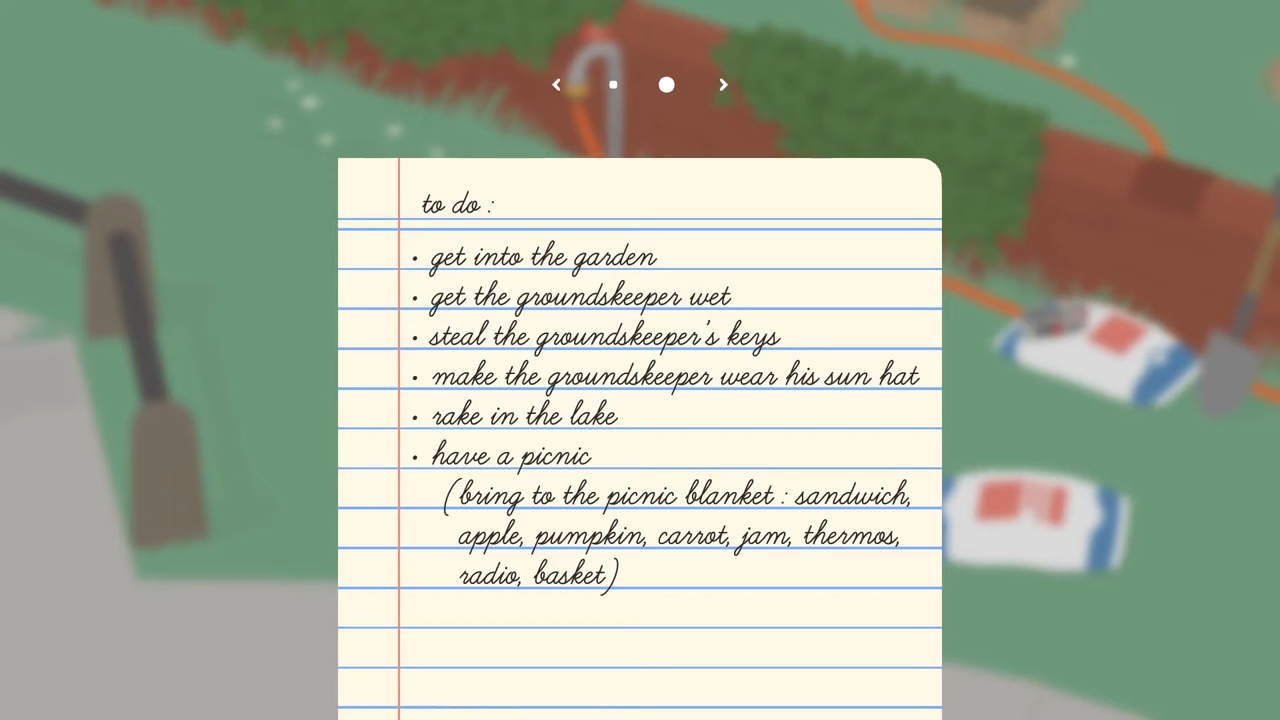 to do :
• get into the garden
• get the groundskeeper wet
• steal the groundskeeper's keys
• make the groundskeeper wear his sun hat
• rake in the lake
• have a picnic
(bring to the picnic blanket : sandwich,
apple, pumpkin, carrot, jam, thermos,
radio, basket)